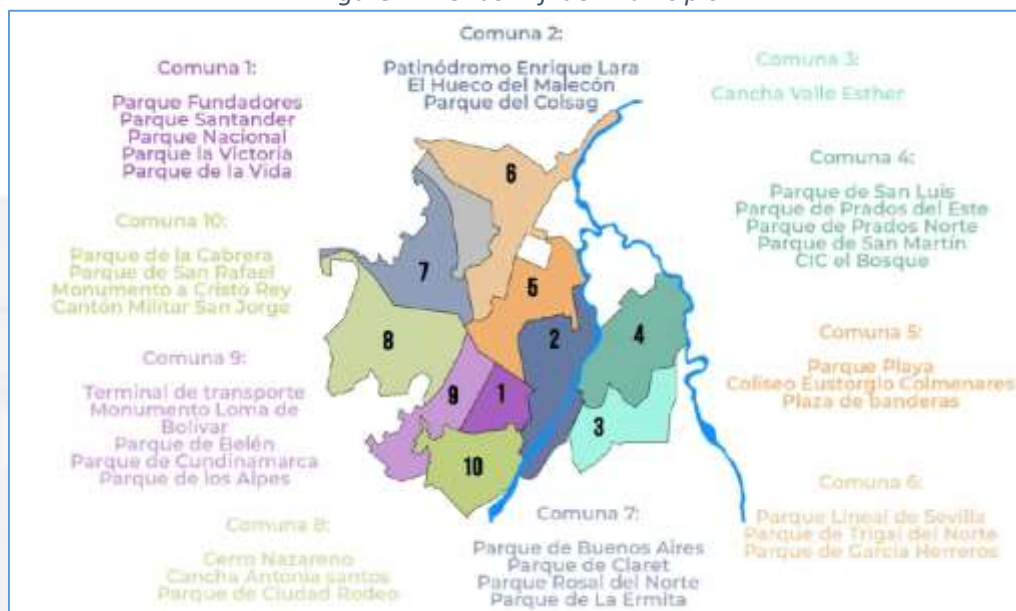 Comuna 2:
Patinódromo Enrique Lara
El Hueco del Malecón
Parque del Colsag
Comuna 1:
Parque Fundadores
Parque Santander
Parque Nacional
Parque la Victoria
Parque de la Vida
Comuna 3:
Cancha Valle Esther
Comuna 4:
Parque de San Luis
Parque de Prados del Este
Parque de Prados Norte
Parque de San Martín
CIC el Bosque
Comuna 10:
Parque de la Cabrera
Parque de San Rafael
Monumento a Cristo Rey
Cantón Militar San Jorge
Comuna 5:
Parque Playa
Coliseo Eustorgio Colmenares
Plaza de banderas
Comuna 9:
Terminal de transporte
Monumento Loma de
Bolívar
Parque de Belén
Parque de Cundinamarca
Parque de los Alpes
Comuna 6:
Parque Lineal de Sevilla
Parque de Trigal del Norte
Parque de García Herreros
Comuna 8:
Cerro Nazareno
Cancha Antonia santos
Parque de Ciudad Rodeo
Comuna 7:
Parque de Buenos Aires
Parque de Claret
Parque Rosal del Norte
Parque de La Ermita
6
7
5
8
2
4
9
1
3
10